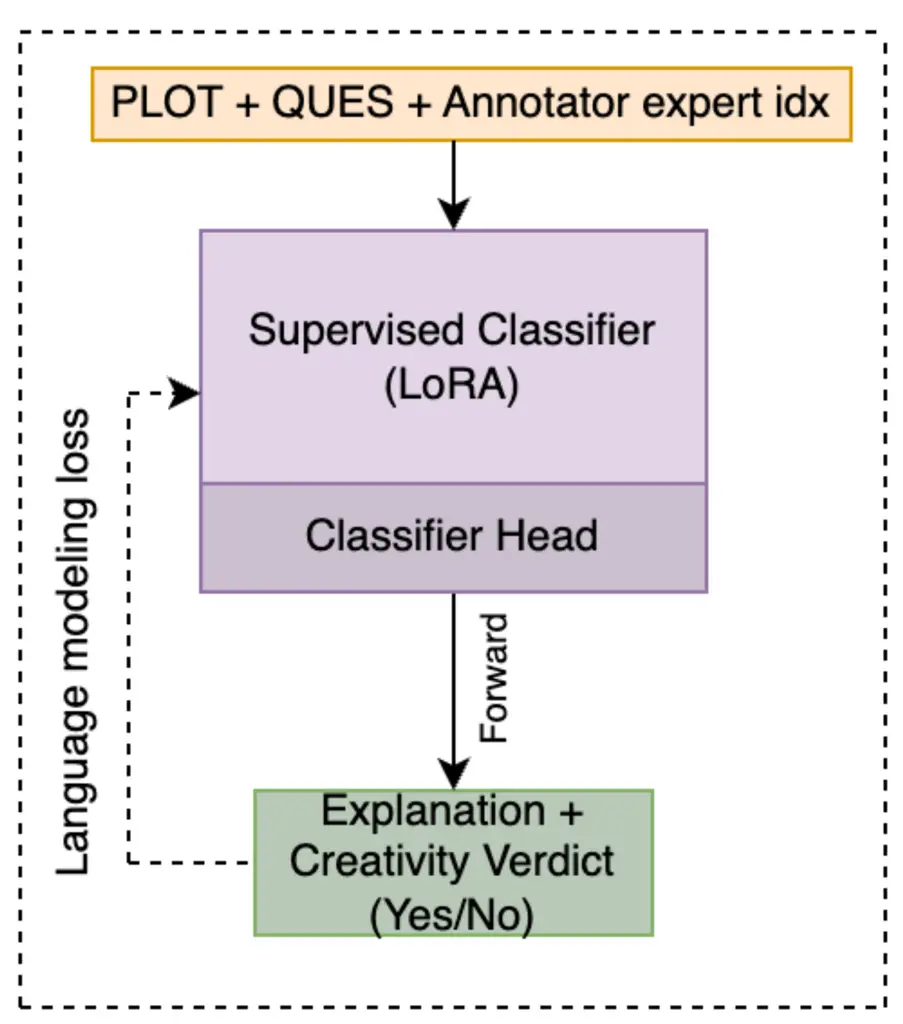 PLOT + QUES + Annotator expert idx
Supervised Classifier
(LoRA)
Classifier Head
Language modeling loss
Forward
Explanation +
Creativity Verdict
(Yes/No)